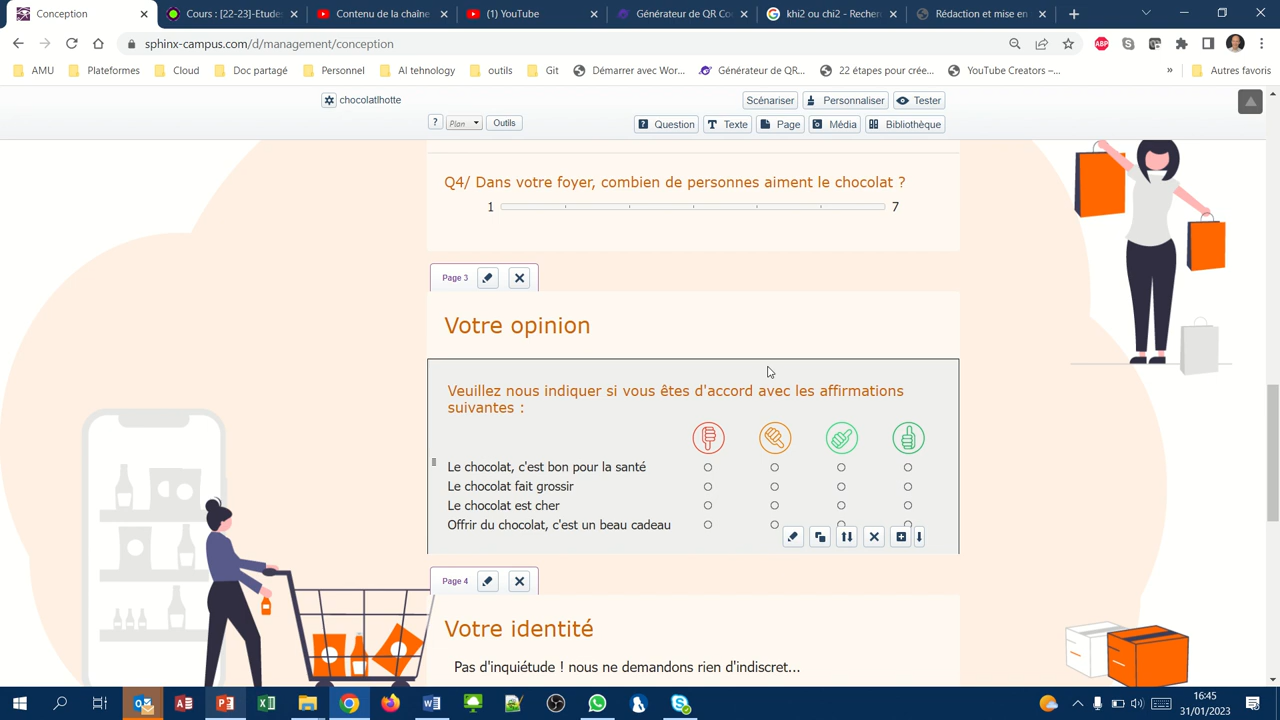 Conception
Cours : [22-23]-Etudes
Contenu de la chaîne
(1) YouTube
Générateur de QR Co
khi2 ou chi2 - Recher
Rédaction et mise en
sphinx-campus.com/d/management/conception
ABP
AMU
Plateformes
Cloud
Doc partagé
Personnel
AI tehnology
outils
Git
Démarrer avec Wor...
Générateur de QR...
22 étapes pour crée...
YouTube Creators –...
»
Autres favoris
chocolatlhotte
Scénariser
Personnaliser
Tester
?
Plan
Outils
Question
Texte
Page
Média
Bibliothèque
Q4/ Dans votre foyer, combien de personnes aiment le chocolat ?
1
7
Page 3
Votre opinion
Veuillez nous indiquer si vous êtes d'accord avec les affirmations
suivantes :
Le chocolat, c'est bon pour la santé
Le chocolat fait grossir
Le chocolat est cher
Offrir du chocolat, c'est un beau cadeau
Page 4
Votre identité
Pas d'inquiétude ! nous ne demandons rien d'indiscret...
16:45
31/01/2023